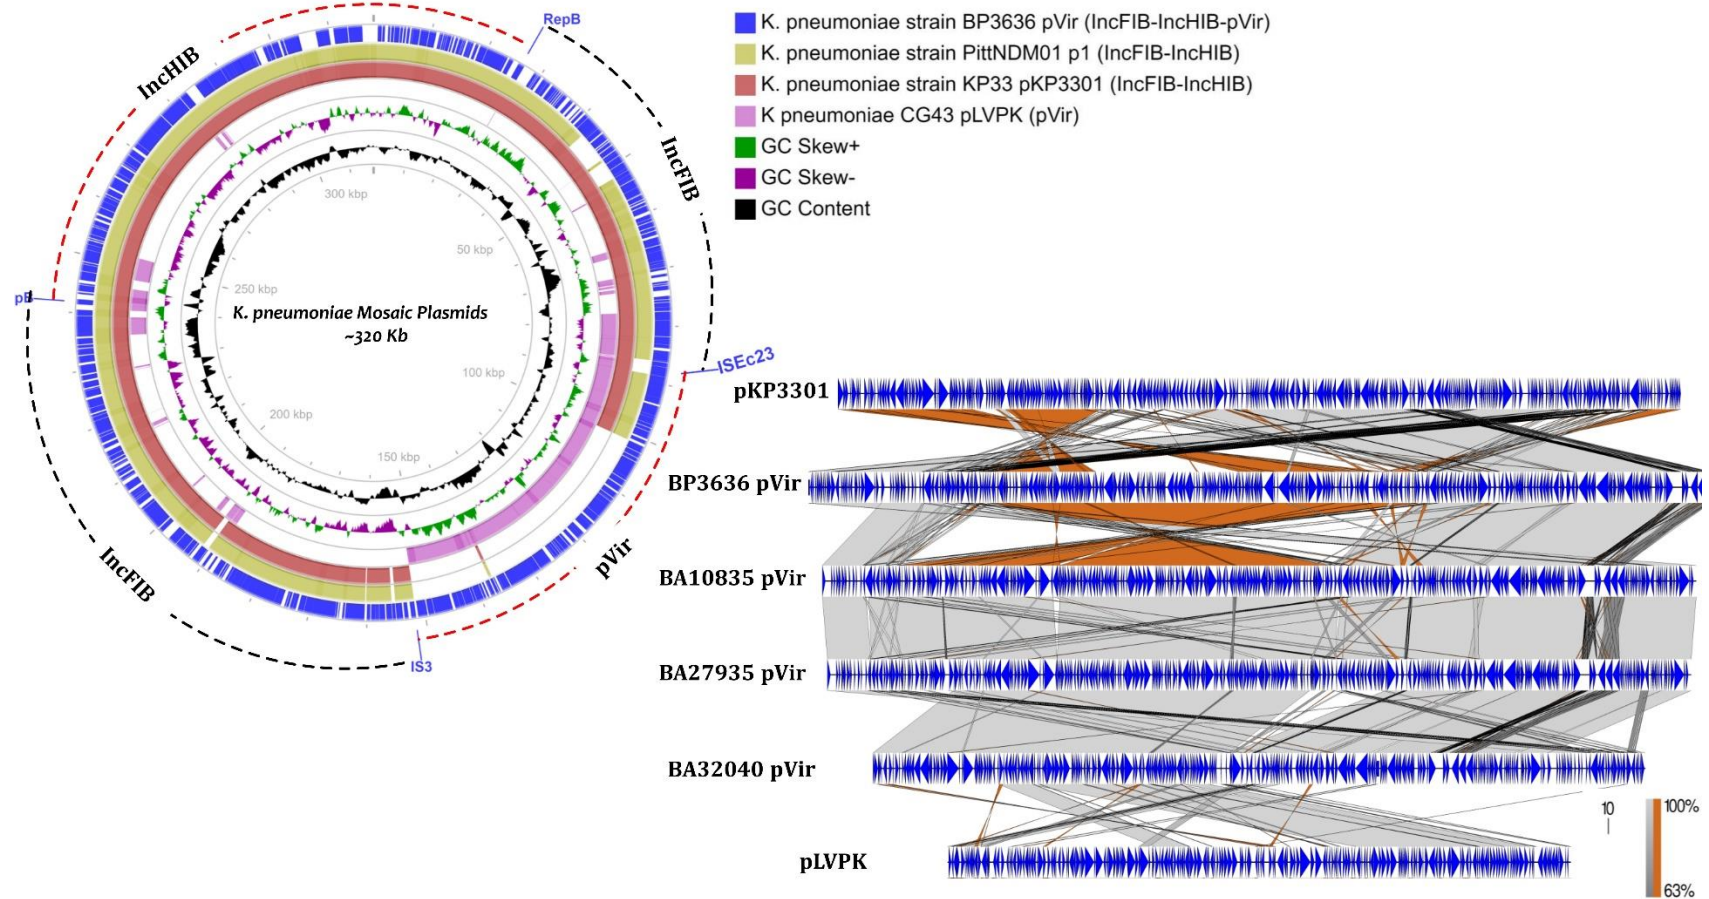 RepB
IncHIB
IncFIB
pB
300 kbp
50 kbp
250 kbp
K. pneumoniae Mosaic Plasmids
~320 Kb
100 kbp
200 kbp
150 kbp
ISEc23
pVir
IncFIB
IS3
K. pneumoniae strain BP3636 pVir (IncFIB-IncHIB-pVir)
K. pneumoniae strain PittNDM01 p1 (IncFIB-IncHIB)
K. pneumoniae strain KP33 pKP3301 (IncFIB-IncHIB)
K pneumoniae CG43 pLVPK (pVir)
GC Skew+
GC Skew-
GC Content
pKP3301
BP3636 pVir
BA10835 pVir
BA27935 pVir
BA32040 pVir
pLVPK
10
100%
63%